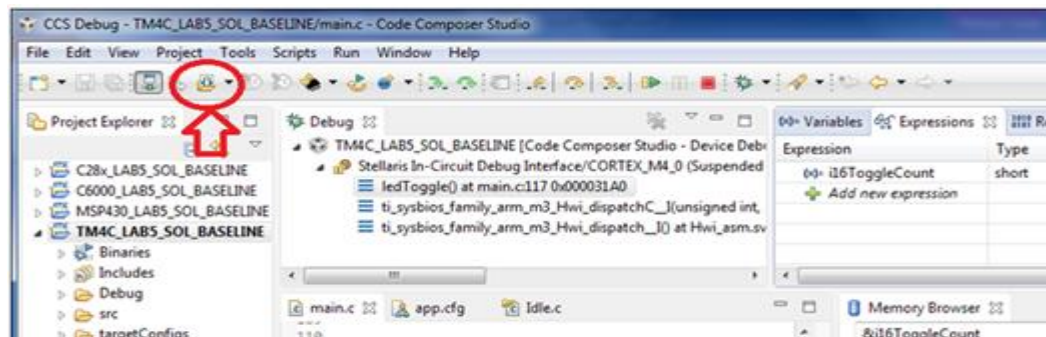 CCS Debug - TM4C_LAB5_SOL_BASELINE/main.c - Code Composer Studio
File Edit View Project Tools Scripts Run Window Help
Project Explorer
C28x_LAB5_SOL_BASELINE
C6000_LAB5_SOL_BASELINE
MSP430_LAB5_SOL_BASELINE
TM4C_LAB5_SOL_BASELINE
Binaries
Includes
Debug
src
targetConfigs
Debug
TM4C_LAB5_SOL_BASELINE [Code Composer Studio - Device Deb
Stellaris In-Circuit Debug Interface/CORTEX_M4_0 (Suspended
ledToggle() at main.c:117 0x000031A0
ti_sysbios_family_arm_m3_Hwi_dispatchC__I(unsigned int,
ti_sysbios_family_arm_m3_Hwi_dispatch__I() at Hwi_asm.sv
Variables Expressions
Expression Type
i16ToggleCount short
Add new expression
main.c app.cfg Idle.c
110
Memory Browser
&i16ToggleCount